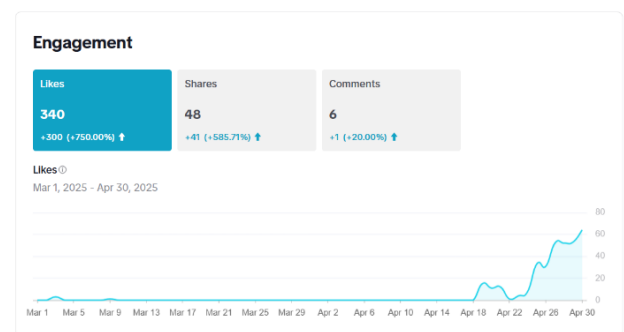 Engagement
Likes Shares Comments
340 48 6
+300 (+750.00%) ↑ +41 (+585.71%) ↑ +1 (+20.00%) ↑
Likes
Mar 1, 2025 - Apr 30, 2025
80
60
40
20
0
Mar 1 Mar 5 Mar 9 Mar 13 Mar 17 Mar 21 Mar 25 Mar 29 Apr 2 Apr 6 Apr 10 Apr 14 Apr 18 Apr 22 Apr 26 Apr 30